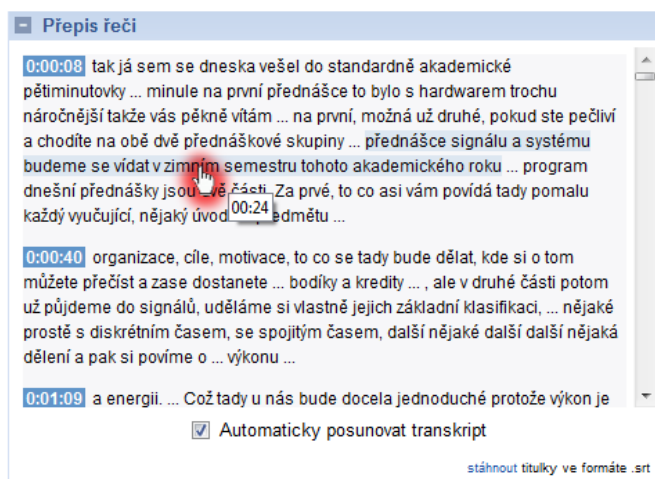 Přepis řeči
0:00:08 tak já sem se dneska vešel do standardně akademické
pětiminutovky ... minule na první přednášce to bylo s hardwarem trochu
náročnější takže vás pěkně vítám ... na první, možná už druhé, pokud ste pečliví
a chodíte na obě dvě přednáškové skupiny ... přednášce signálu a systému
budeme se vídat v zimním semestru tohoto akademického roku ... program
dnešní přednášky jsou dvě části. Za prvé, to co asi vám povídá tady pomalu
každý vyučující, nějaký úvod edmětu ...
00:24
0:00:40 organizace, cíle, motivace, to co se tady bude dělat, kde si o tom
můžete přečíst a zase dostanete ... bodíky a kredity ... , ale v druhé části potom
už půjdeme do signálů, uděláme si vlastně jejich základní klasifikaci, ... nějaké
prostě s diskrétním časem, se spojitým časem, další nějaké další další nějaká
dělení a pak si povíme o ... výkonu ...
0:01:09 a energii. ... Což tady u nás bude docela jednoduché protože výkon je
Automaticky posunovat transkript
stáhnout titulky ve formáte .srt